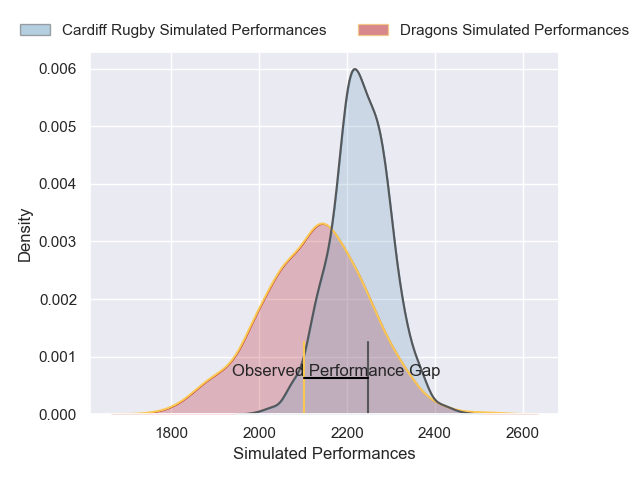 Cardiff Rugby Simulated Performances
Dragons Simulated Performances
0.006
0.005
0.004
0.003
0.002
0.001
0.000
Density
Observed Performance Gap
1800
2000
2200
2400
2600
Simulated Performances